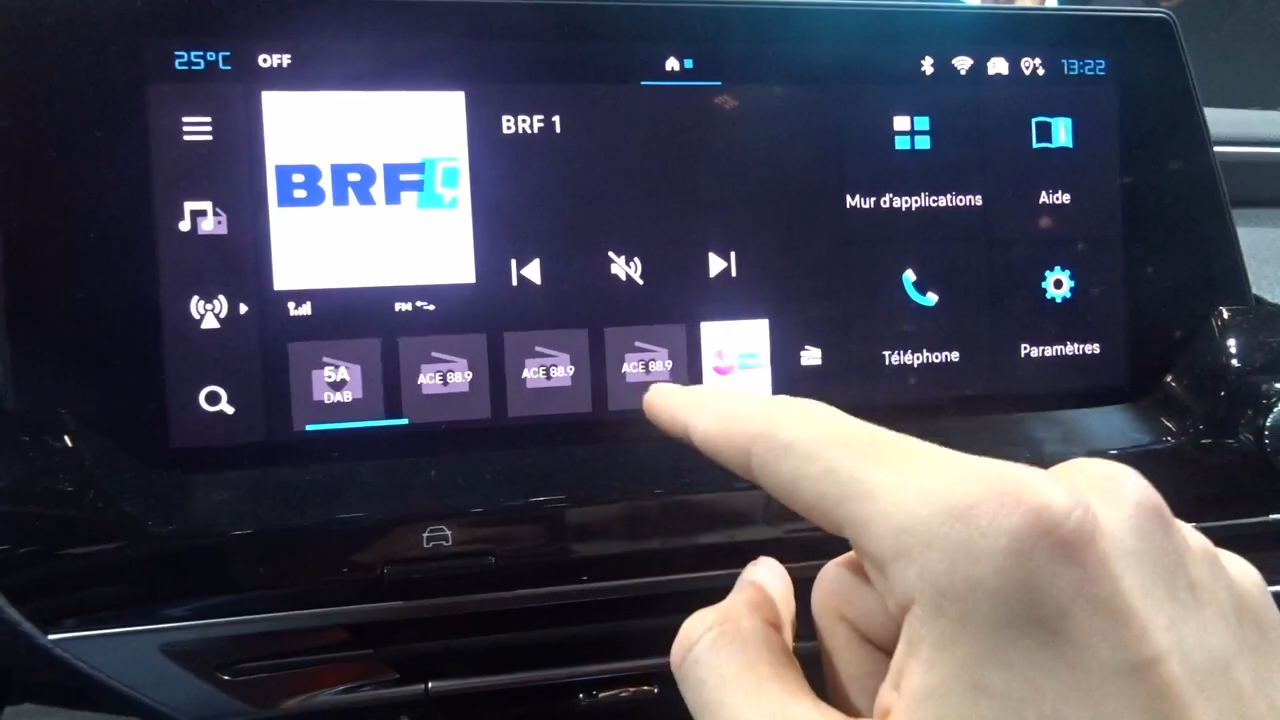 25°C OFF
13:22
BRF
BRF 1
Mur d'applications
Aide
FM
Téléphone
Paramètres
5A
DAB
ACE 88.9
ACE 88.9
ACE 88.9